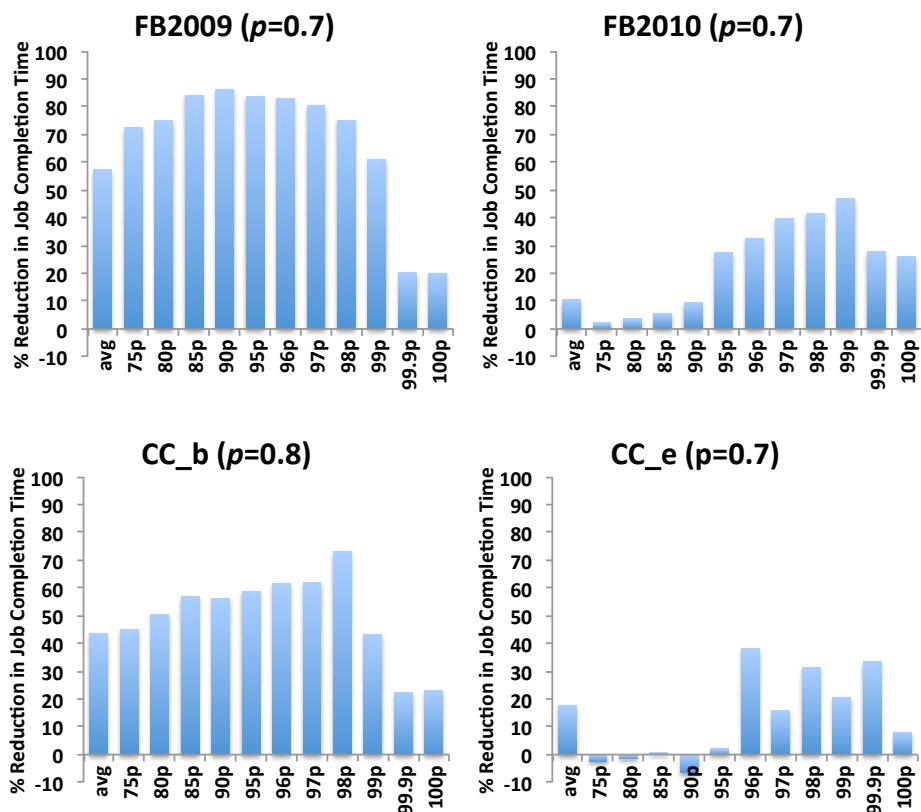 FB2009 (p=0.7)
% Reduction in Job Completion Time
100
90
80
70
60
50
40
30
20
10
0
-10
avg
75p
80p
85p
90p
95p
96p
97p
98p
99p
99.9p
100p
FB2010 (p=0.7)
% Reduction in Job Completion Time
100
90
80
70
60
50
40
30
20
10
0
-10
avg
75p
80p
85p
90p
95p
96p
97p
98p
99p
99.9p
100p
CC_b (p=0.8)
% Reduction in Job Completion Time
100
90
80
70
60
50
40
30
20
10
0
-10
avg
75p
80p
85p
90p
95p
96p
97p
98p
99p
99.9p
100p
CC_e (p=0.7)
% Reduction in Job Completion Time
100
90
80
70
60
50
40
30
20
10
0
-10
avg
75p
80p
85p
90p
95p
96p
97p
98p
99p
99.9p
100p